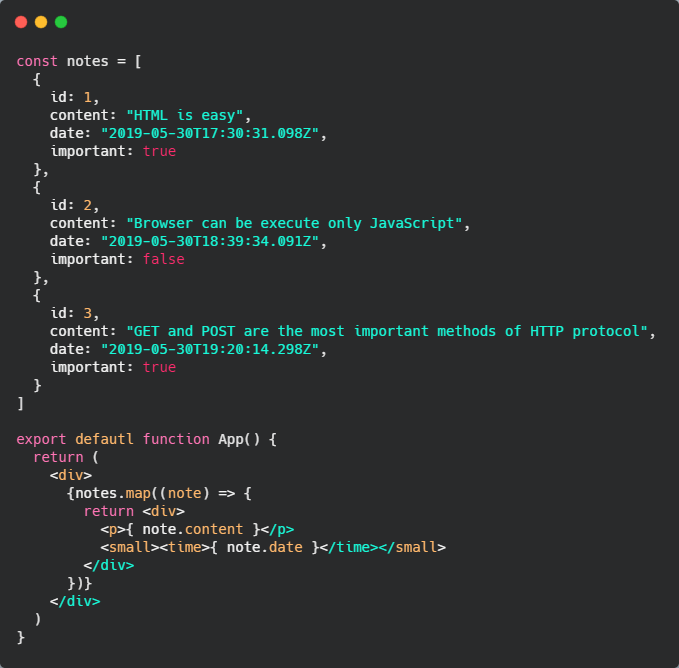 const notes = [
  {
    id: 1,
    content: "HTML is easy",
    date: "2019-05-30T17:30:31.098Z",
    important: true
  },
  {
    id: 2,
    content: "Browser can be execute only JavaScript",
    date: "2019-05-30T18:39:34.091Z",
    important: false
  },
  {
    id: 3,
    content: "GET and POST are the most important methods of HTTP protocol",
    date: "2019-05-30T19:20:14.298Z",
    important: true
  }
]

export defautl function App() {
  return (
    <div>
      {notes.map((note) => {
        return <div>
          <p>{ note.content }</p>
          <small><time>{ note.date }</time></small>
        </div>
      })}
    </div>
  )
}